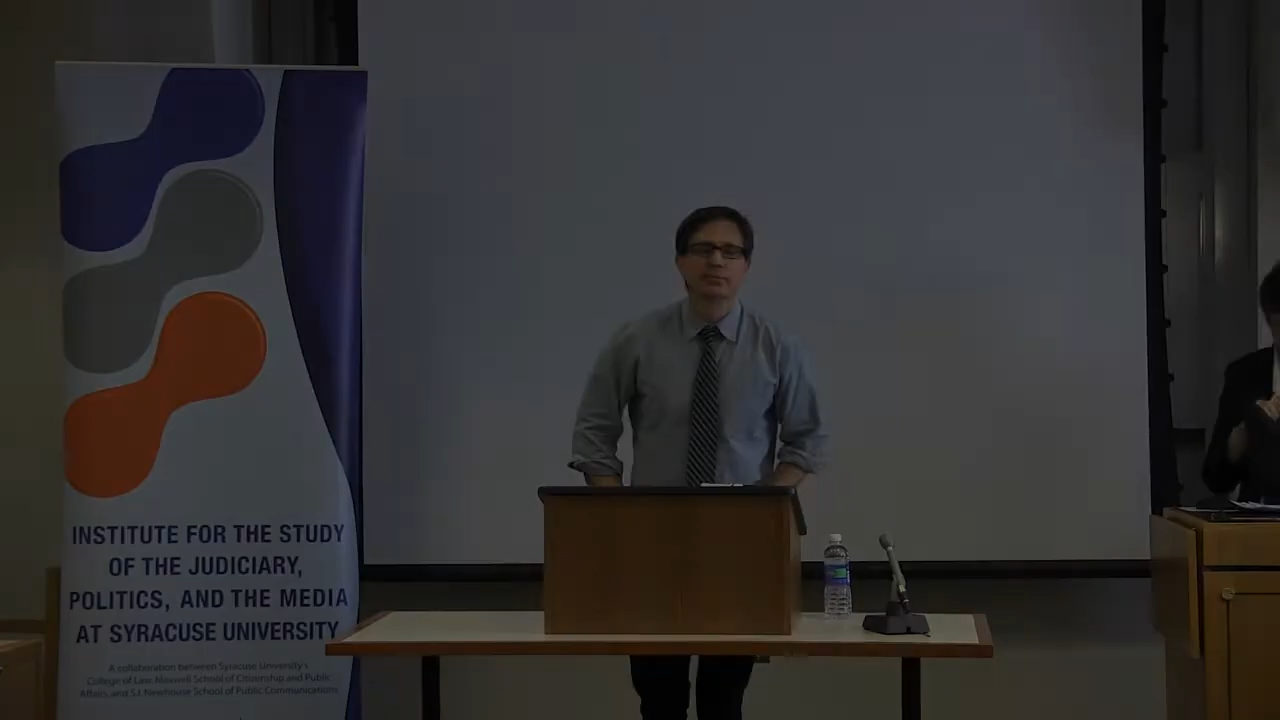 INSTITUTE FOR THE STUDY
OF THE JUDICIARY,
POLITICS, AND THE MEDIA
AT SYRACUSE UNIVERSITY
A collaboration between Syracuse University's
College of Law, Maxwell School of Citizenship and Public
Affairs, and S.I. Newhouse School of Public Communications